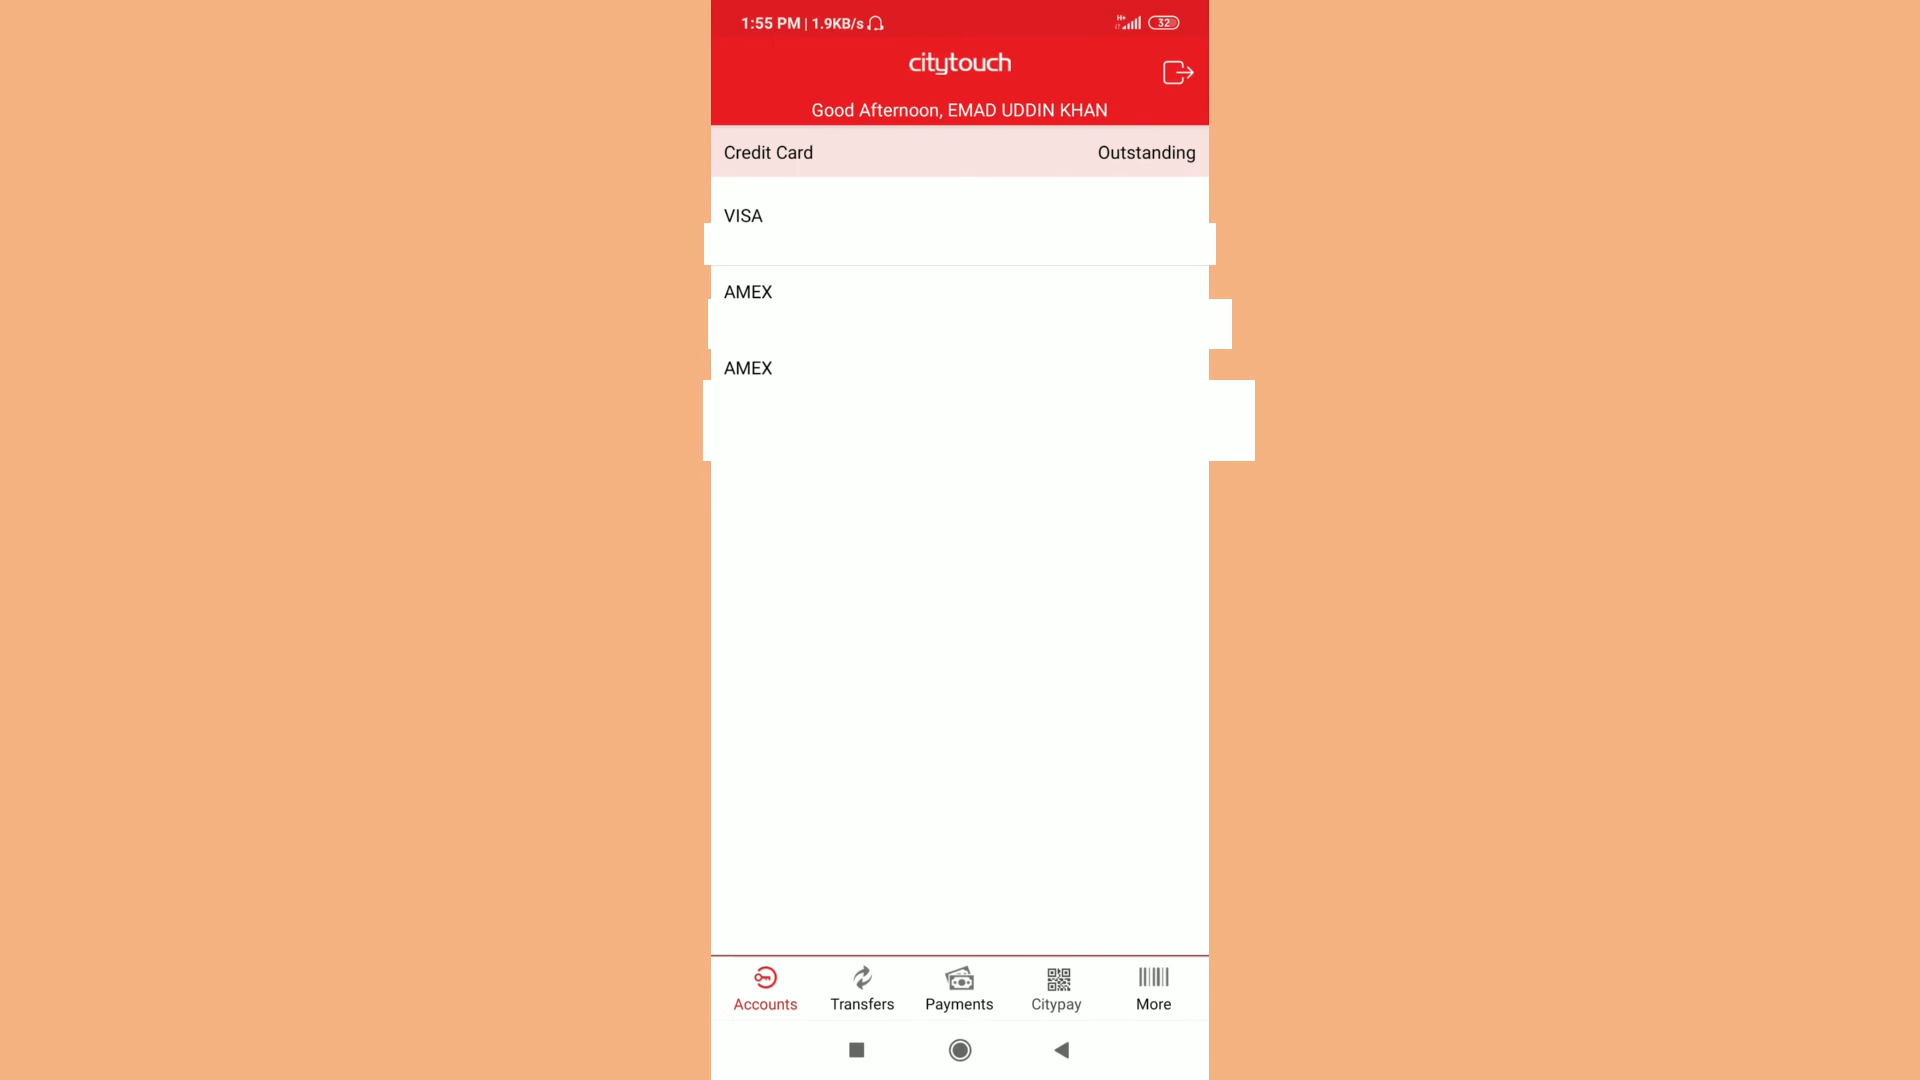 1:55 PM | 1.9KB/s H+ 32
citytouch
Good Afternoon, EMAD UDDIN KHAN
Credit Card Outstanding
VISA
AMEX
AMEX
Accounts Transfers Payments Citypay More